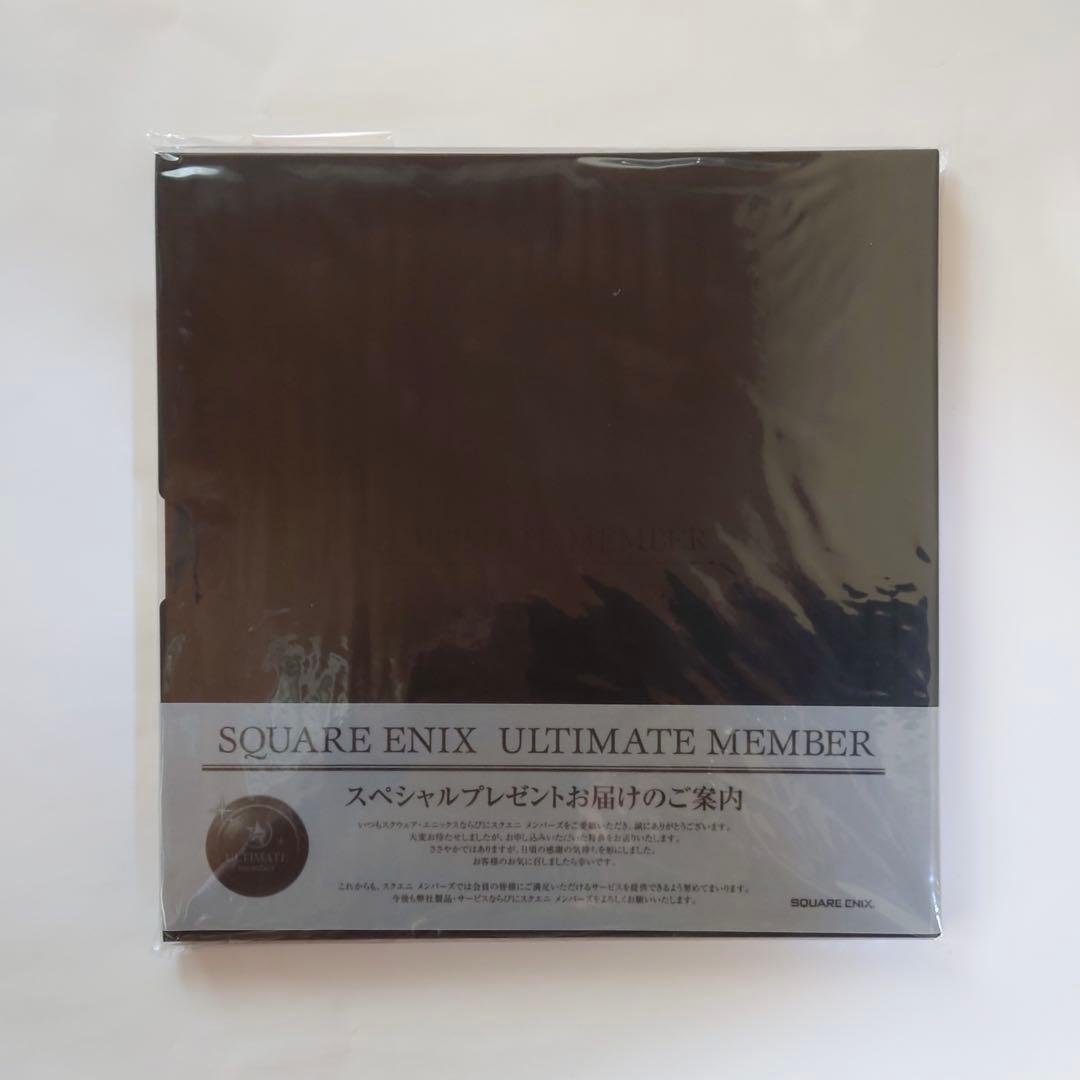 ULTIMATE MEMBER
SQUARE ENIX ULTIMATE MEMBER
スペシャルプレゼントお届けのご案内
いつもスクウェア・エニックスならびにスクエニ メンバーズをご愛顧いただき、誠にありがとうございます。
大変お待たせしましたが、お申し込みいただいた特典をお送りいたします。
ささやかではありますが、日頃の感謝の気持ちを形にしました。
お客様のお気に召しましたら幸いです。
ULTIMATE
member
これからも、スクエニ メンバーズでは会員の皆様にご満足いただけるサービスを提供できるよう努めてまいります。
今後も弊社製品・サービスならびにスクエニ メンバーズをよろしくお願いいたします。
SQUARE ENIX.